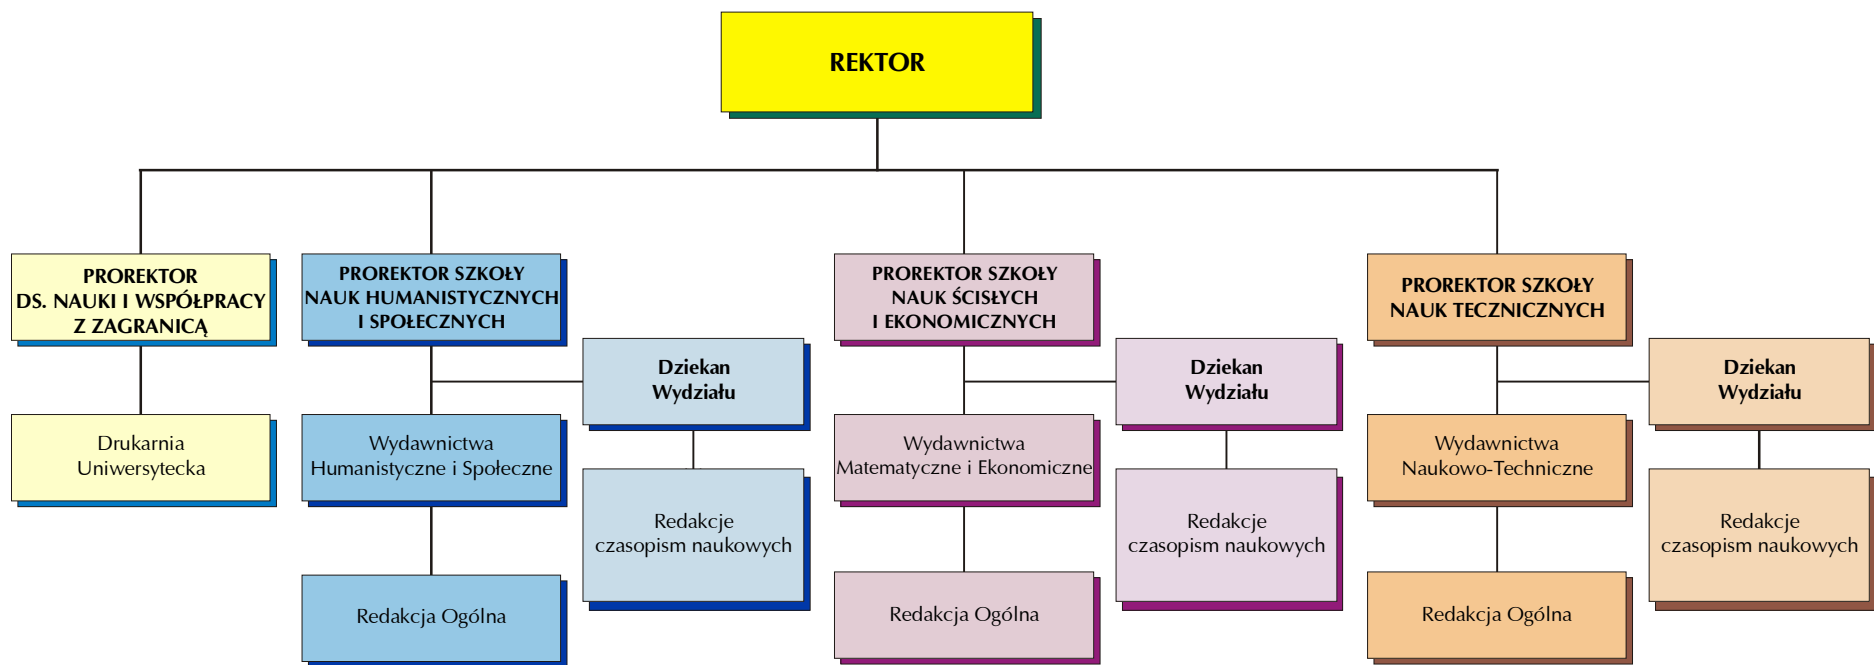 REKTOR
PROREKTOR
DS. NAUKI I WSPÓŁPRACY
Z ZAGRANICĄ
PROREKTOR SZKOŁY
NAUK HUMANISTYCZNYCH
I SPOŁECZNYCH
PROREKTOR SZKOŁY
NAUK ŚCISŁYCH
I EKONOMICZNYCH
PROREKTOR SZKOŁY
NAUK TECZNICZNYCH
Dziekan
Wydziału
Dziekan
Wydziału
Dziekan
Wydziału
Drukarnia
Uniwersytecka
Wydawnictwa
Humanistyczne i Społeczne
Wydawnictwa
Matematyczne i Ekonomiczne
Wydawnictwa
Naukowo-Techniczne
Redakcje
czasopism naukowych
Redakcje
czasopism naukowych
Redakcje
czasopism naukowych
Redakcja Ogólna
Redakcja Ogólna
Redakcja Ogólna